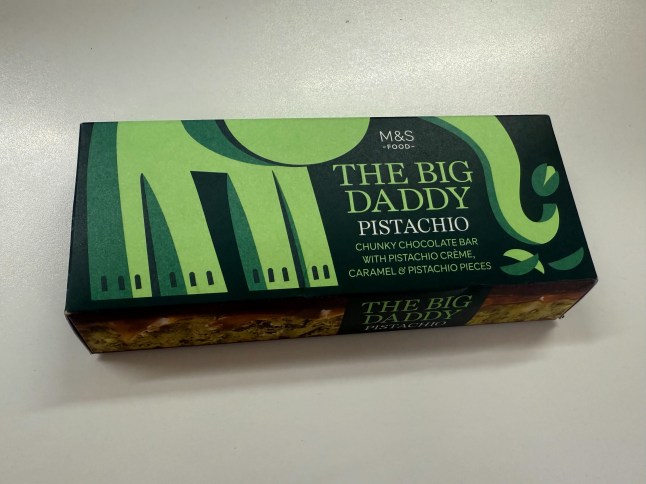 M&S
-FOOD-
THE BIG
DADDY
PISTACHIO
CHUNKY CHOCOLATE BAR
WITH PISTACHIO CRÈME,
CARAMEL & PISTACHIO PIECES
THE BIG
DADDY
PISTACHIO